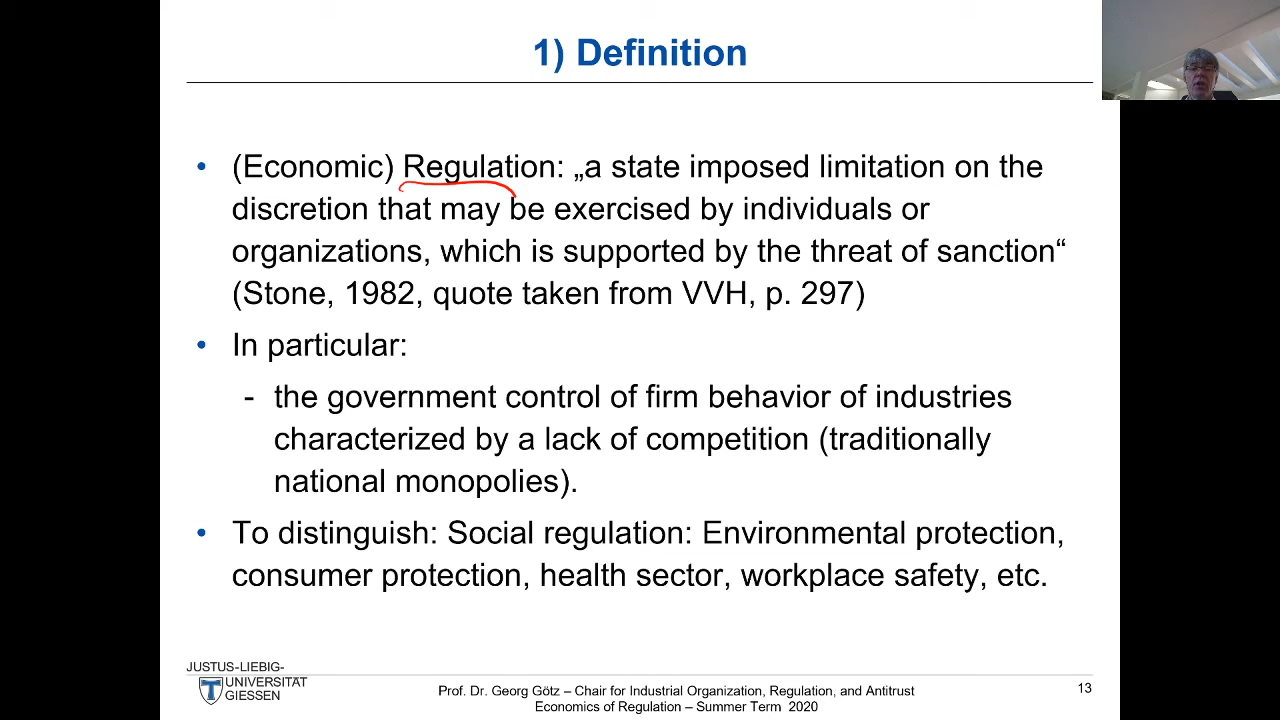 1) Definition
• (Economic) Regulation: „a state imposed limitation on the
discretion that may be exercised by individuals or
organizations, which is supported by the threat of sanction“
(Stone, 1982, quote taken from VVH, p. 297)
• In particular:
- the government control of firm behavior of industries
characterized by a lack of competition (traditionally
national monopolies).
• To distinguish: Social regulation: Environmental protection,
consumer protection, health sector, workplace safety, etc.
JUSTUS-LIEBIG-
UNIVERSITÄT
GIESSEN
Prof. Dr. Georg Götz – Chair for Industrial Organization, Regulation, and Antitrust
Economics of Regulation – Summer Term 2020
13